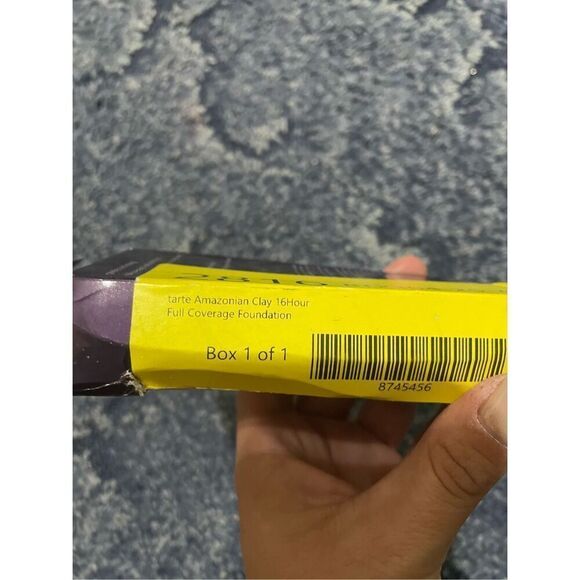 tarte Amazonian Clay 16Hour
Full Coverage Foundation
Box 1 of 1
8745456